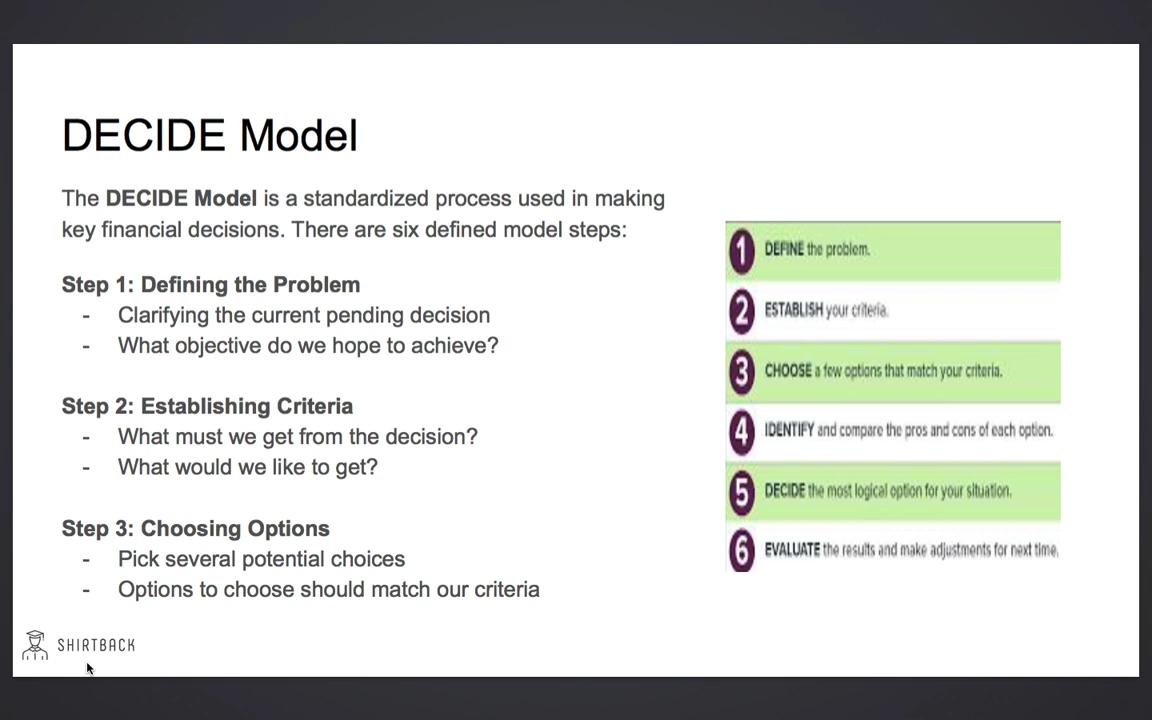 DECIDE Model
The DECIDE Model is a standardized process used in making
key financial decisions. There are six defined model steps:
Step 1: Defining the Problem
- Clarifying the current pending decision
- What objective do we hope to achieve?
Step 2: Establishing Criteria
- What must we get from the decision?
- What would we like to get?
Step 3: Choosing Options
- Pick several potential choices
- Options to choose should match our criteria
1 DEFINE the problem.
2 ESTABLISH your criteria.
3 CHOOSE a few options that match your criteria.
4 IDENTIFY and compare the pros and cons of each option.
5 DECIDE the most logical option for your situation.
6 EVALUATE the results and make adjustments for next time.
SHIRTBACK